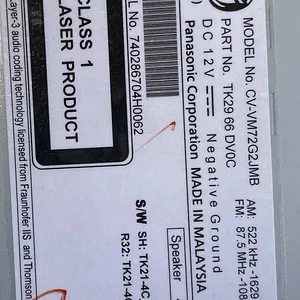 MODEL No. CV-VM72G2JMB AM: 522 kHz -1629
PART No. TK29 66 DV0C FM: 87.5 MHz -108
DC 12V Negative Ground
Panasonic Corporation MADE IN MALAYSIA
Speaker
Serial No. 740286704H0062
S/W SH: TK21-4C
R32: TK21-4
CLASS 1
LASER PRODUCT
Layer-3 audio coding technology licensed from Fraunhofer IIS and Thomson